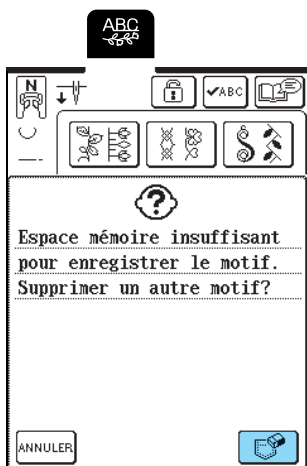 ABC
N
✔ABC
Espace mémoire insuffisant
pour enregistrer le motif.
Supprimer un autre motif?
ANNULER